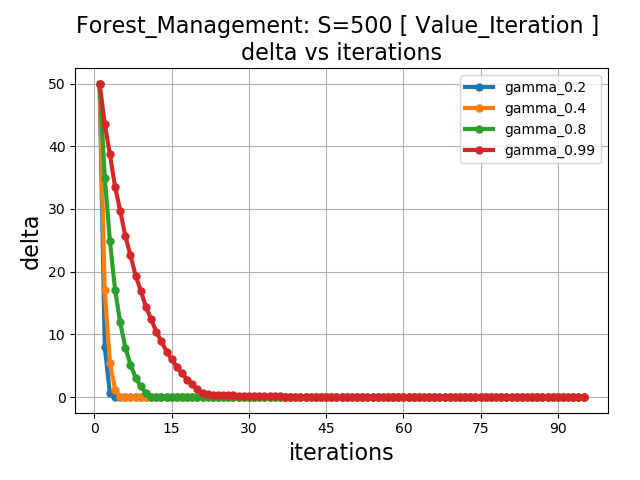 Forest_Management: S=500 [ Value_Iteration ]
delta vs iterations
gamma_0.2
gamma_0.4
gamma_0.8
gamma_0.99
50
40
30
20
10
0
delta
0 15 30 45 60 75 90
iterations